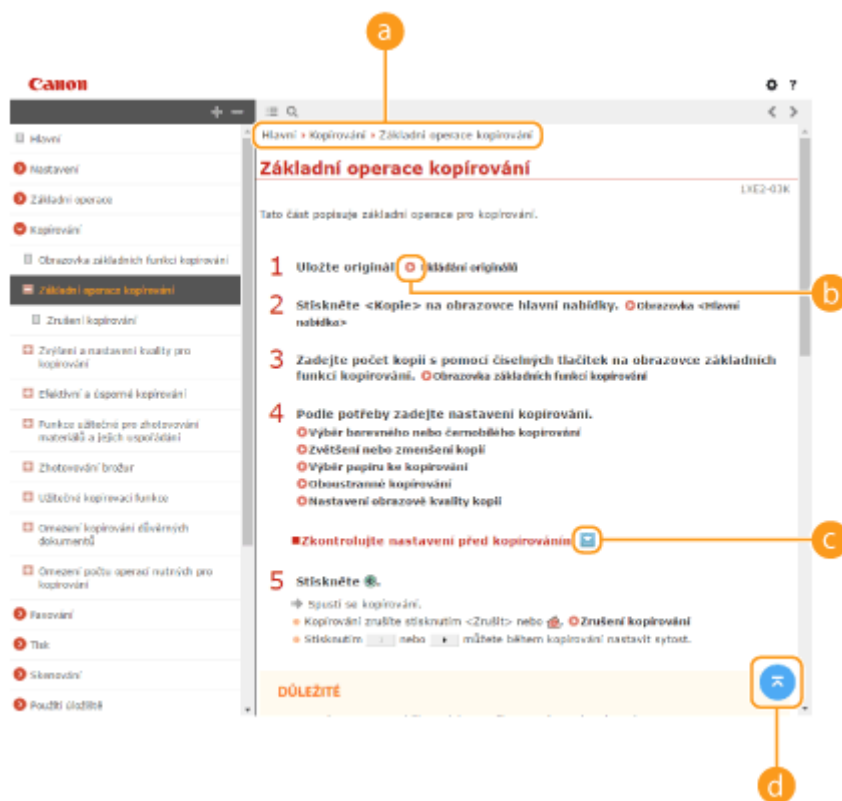 a
Canon
?
+ −
Hlavní
Hlavní › Kopírování › Základní operace kopírování
Nastavení
Základní operace
Kopírování
Obrazovka základních funkcí kopírování
Základní operace kopírování
Zrušení kopírování
Zvýšení a nastavení kvality pro
kopírování
Efektivní a úsporné kopírování
Funkce užitečné pro zhotovování
materiálů a jejich uspořádání
Zhotovování brožur
Užitečné kopírovací funkce
Omezení kopírování důvěrných
dokumentů
Omezení počtu operací nutných pro
kopírování
Faxování
Tisk
Skenování
Použití úložiště
Základní operace kopírování
1XE2-03K
Tato část popisuje základní operace pro kopírování.
1 Uložte originál Ukládání originálů
b
2 Stiskněte <Kopie> na obrazovce hlavní nabídky. Obrazovka <Hlavní
nabídka>
3 Zadejte počet kopií s pomocí číselných tlačítek na obrazovce základních
funkcí kopírování. Obrazovka základních funkcí kopírování
4 Podle potřeby zadejte nastavení kopírování.
Výběr barevného nebo černobílého kopírování
Zvětšení nebo zmenšení kopií
Výběr papíru ke kopírování
Oboustranné kopírování
Nastavení obrazové kvality kopií
Zkontrolujte nastavení před kopírováním
c
5 Stiskněte .
Spustí se kopírování.
Kopírování zrušíte stisknutím <Zrušit> nebo . Zrušení kopírování
Stisknutím nebo můžete během kopírování nastavit sytost.
DŮLEŽITÉ
d